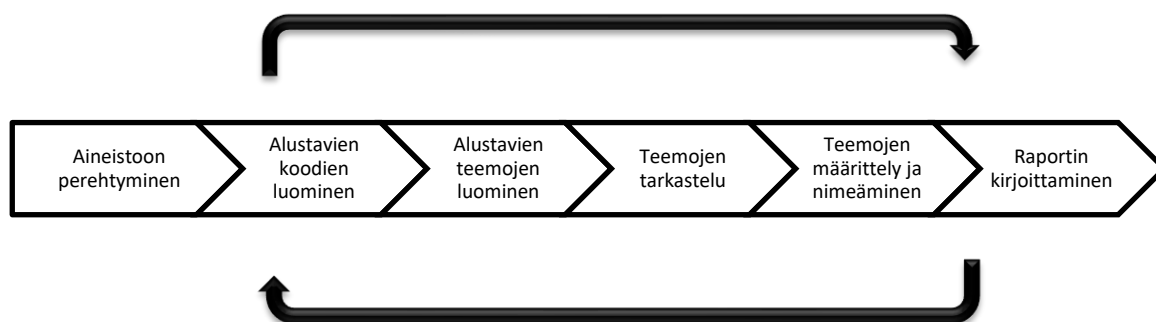 Aineistoon
perehtyminen
Alustavien
koodien
luominen
Alustavien
teemojen
luominen
Teemojen
tarkastelu
Teemojen
määrittely ja
nimeäminen
Raportin
kirjoittaminen